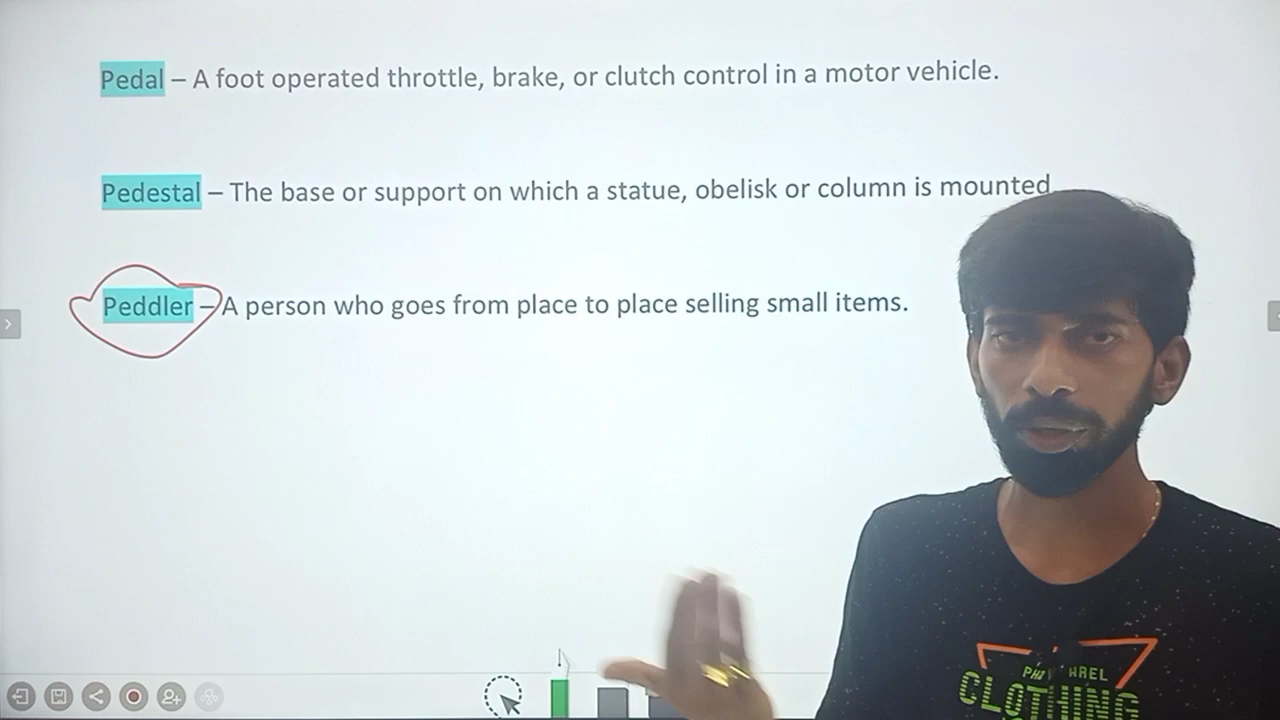 Pedal – A foot operated throttle, brake, or clutch control in a motor vehicle.
Pedestal – The base or support on which a statue, obelisk or column is mounted
Peddler – A person who goes from place to place selling small items.
CLOTHING